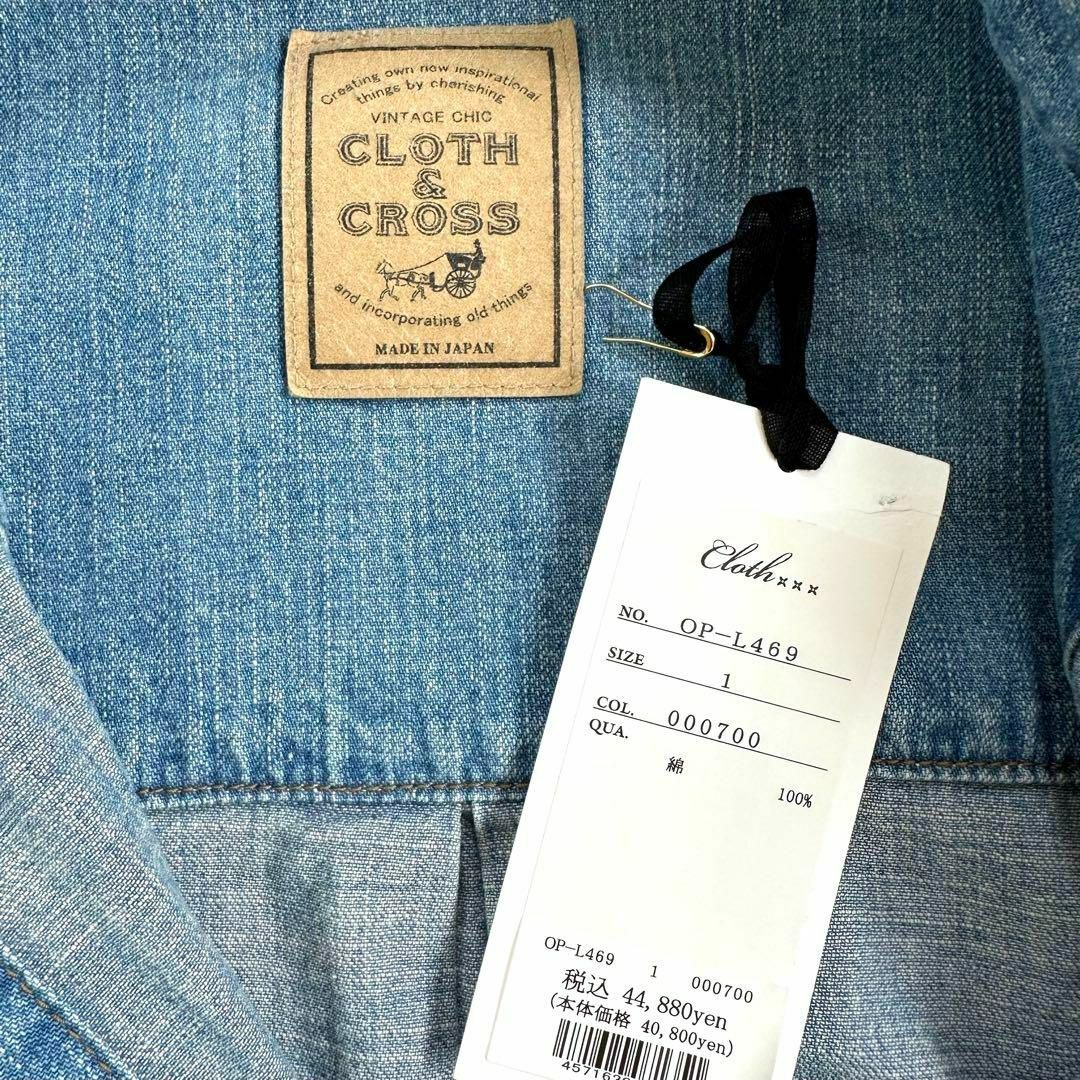 Creating own new inspirational
things by cherishing
VINTAGE CHIC
CLOTH
&
CROSS
and incorporating old things
MADE IN JAPAN
Cloth×××
NO. OP-L469
SIZE 1
COL. 000700
QUA.
綿
100%
OP-L469 1 000700
税込 44,880yen
(本体価格 40,800yen)